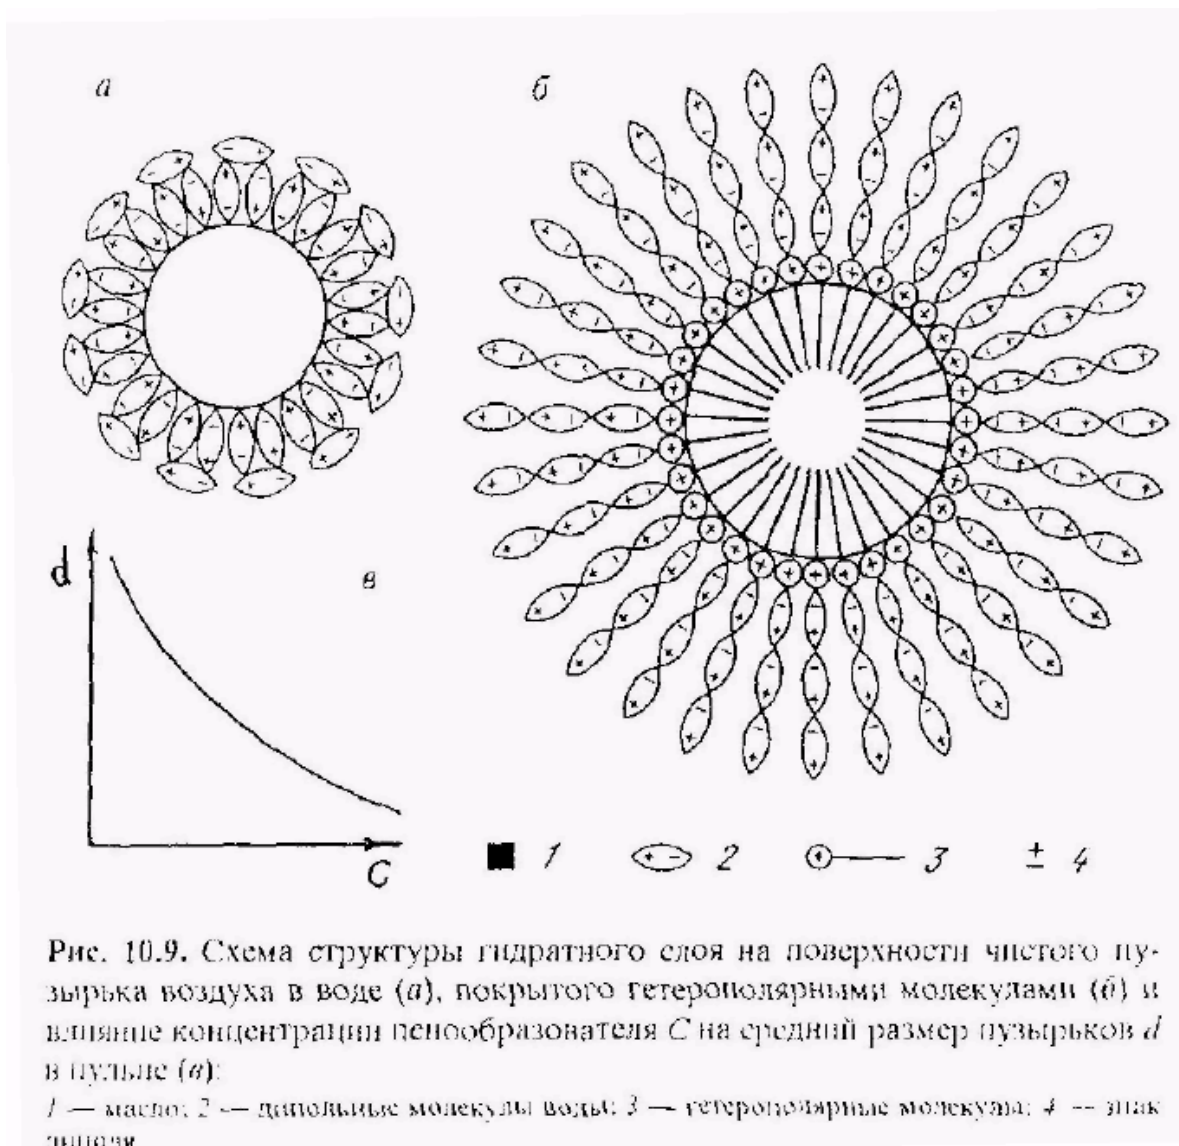 а
б
d
в
C
1 2 3 ± 4
Рис. 10.9. Схема структуры гидратного слоя на поверхности чистого пу-
зырька воздуха в воде (а), покрытого гетерополярными молекулами (б) и
влияние концентрации пенообразователя C на средний размер пузырьков d
в пульпе (в):
1 — масло; 2 — дипольные молекулы воды; 3 — гетерополярные молекулы; 4 — знак
диполя